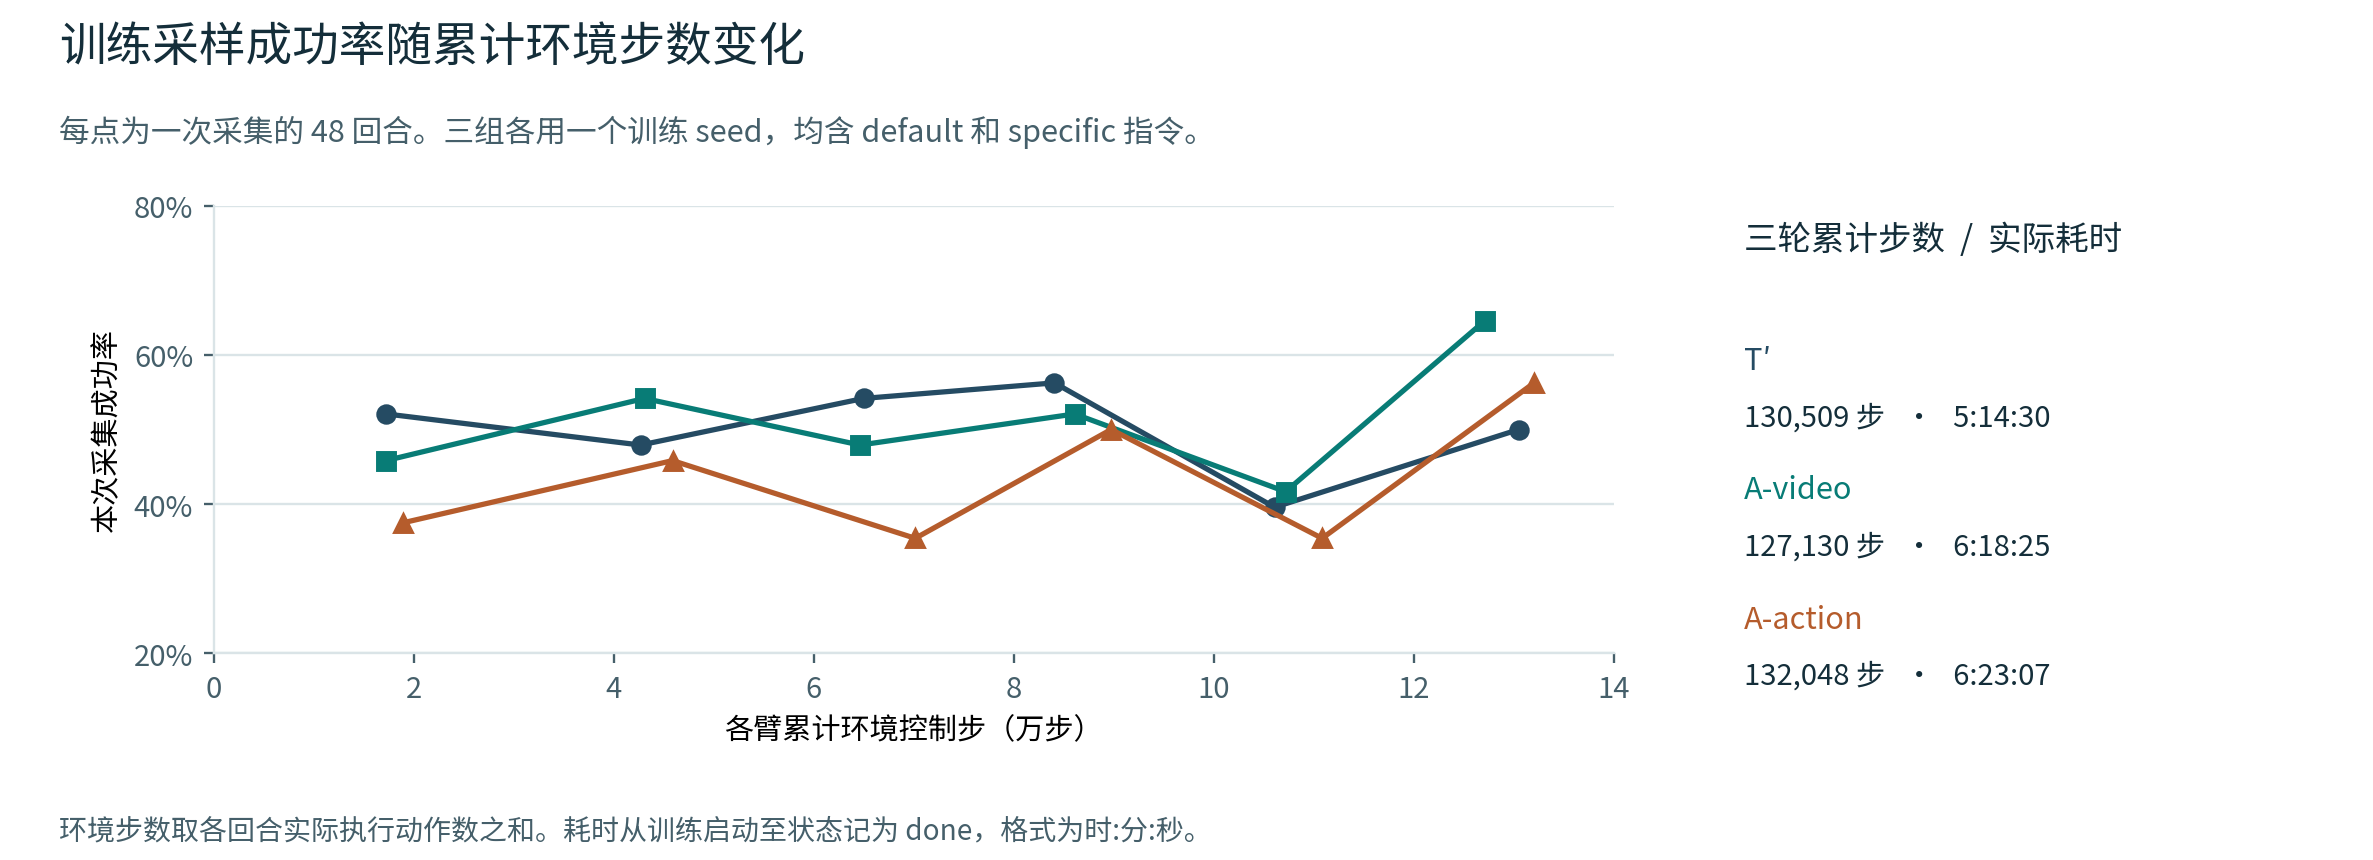 训练采样成功率随累计环境步数变化
每点为一次采集的 48 回合。三组各用一个训练 seed，均含 default 和 specific 指令。
80%
60%
40%
20%
本次采集成功率
0 2 4 6 8 10 12 14
各臂累计环境控制步（万步）
三轮累计步数 / 实际耗时
T′
130,509 步 · 5:14:30
A-video
127,130 步 · 6:18:25
A-action
132,048 步 · 6:23:07
环境步数取各回合实际执行动作数之和。耗时从训练启动至状态记为 done，格式为时:分:秒。